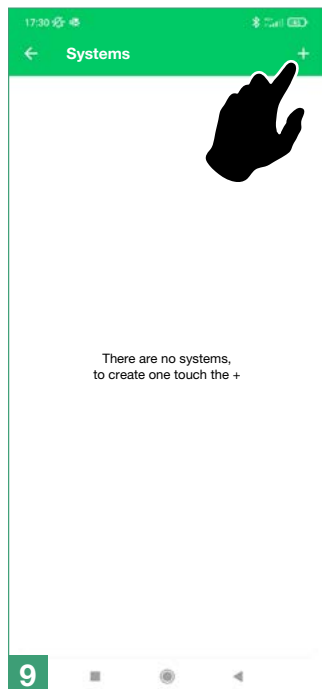 17:30
Systems
+
There are no systems,
to create one touch the +
9